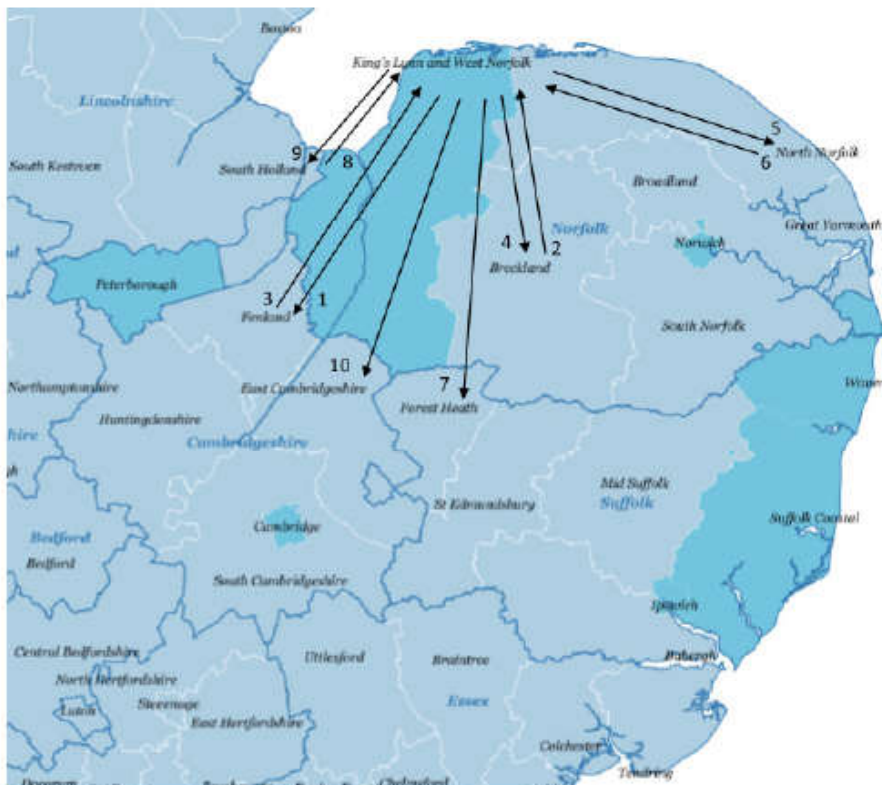 Boston
King's Lynn and West Norfolk
Lincolnshire
5
9
6
North Norfolk
8
South Kesteven
South Holland
Broadland
Norfolk
Great Yarmouth
4
2
Norwich
Breckland
Peterborough
3
1
Fenland
South Norfolk
10
7
East Cambridgeshire
Northamptonshire
Forest Heath
Huntingdonshire
Cambridgeshire
Mid Suffolk
St Edmundsbury
Suffolk
Cambridge
Suffolk Coastal
Bedford
Bedford
South Cambridgeshire
Ipswich
Central Bedfordshire
Uttlesford
Braintree
Babergh
North Hertfordshire
Stevenage
Essex
Luton
East Hertfordshire
Colchester
Tendring
Dacorum
Chelmsford